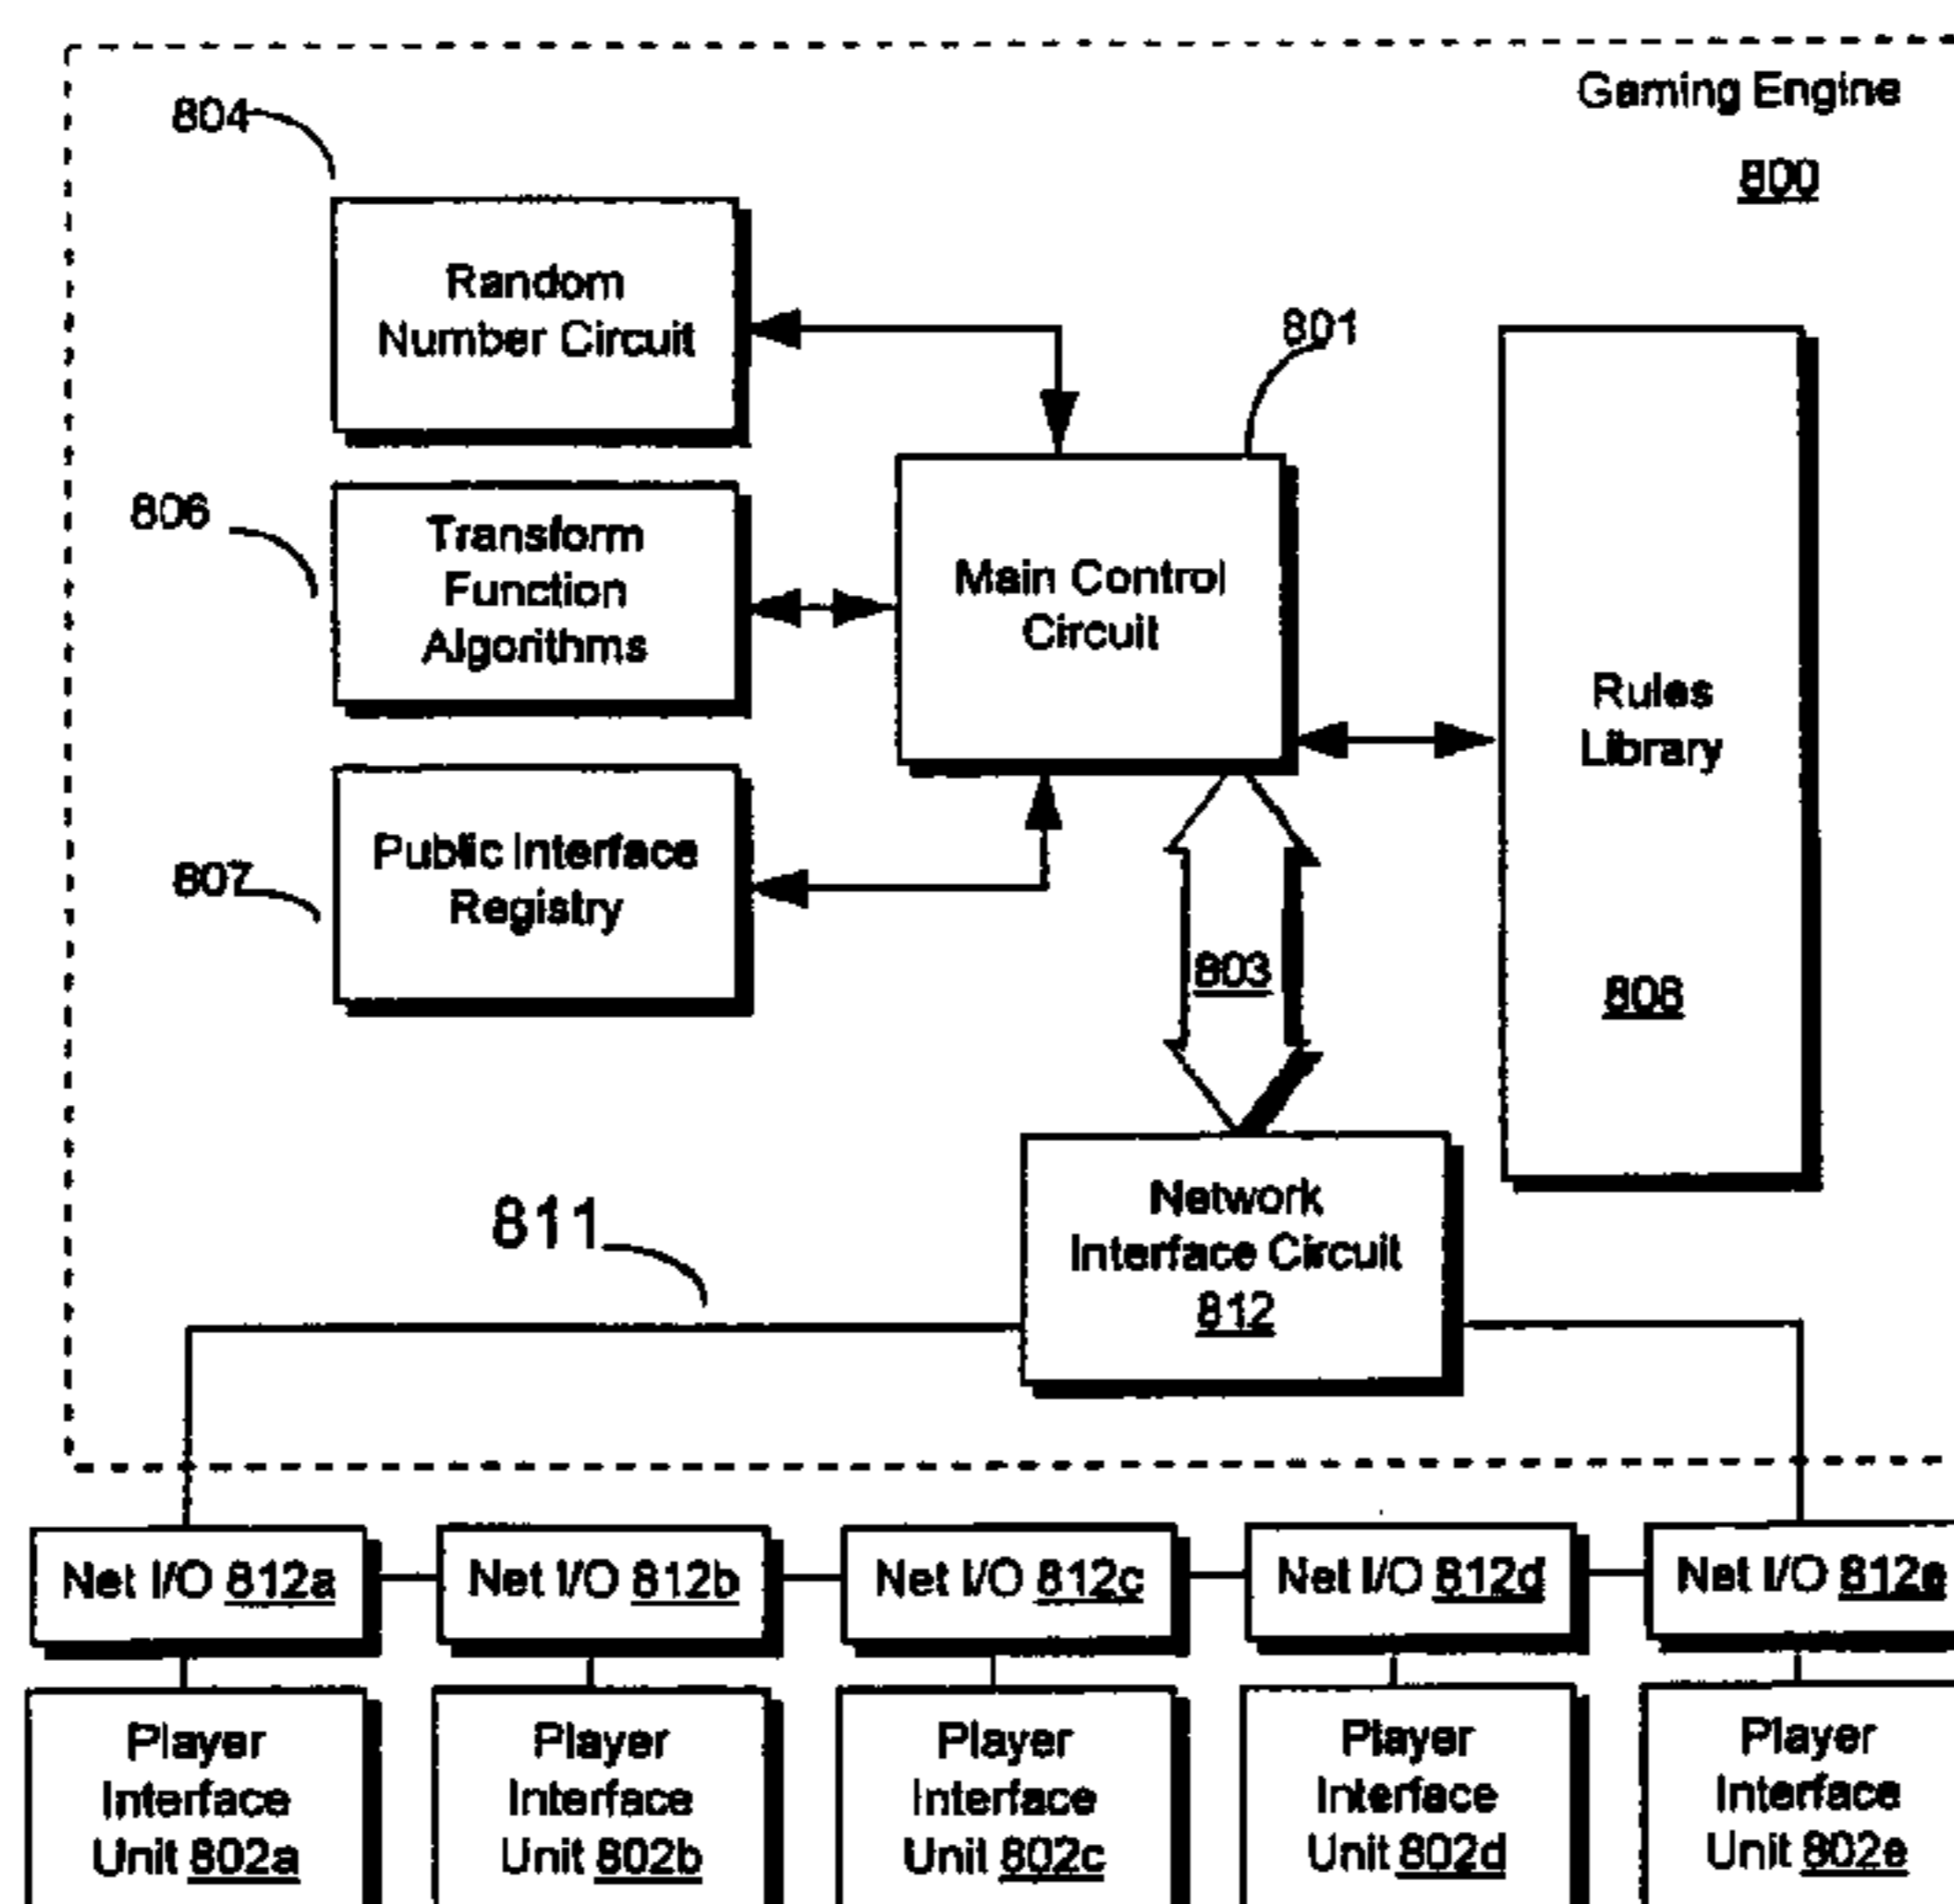 Gaming Engine
800
804
Random
Number Circuit
801
806
Transform
Function
Algorithms
Main Control
Circuit
Rules
Library
808
807
Public Interface
Registry
803
811
Network
Interface Circuit
812
Net I/O 812a
Net I/O 812b
Net I/O 812c
Net I/O 812d
Net I/O 812e
Player
Interface
Unit 802a
Player
Interface
Unit 802b
Player
Interface
Unit 802c
Player
Interface
Unit 802d
Player
Interface
Unit 802e